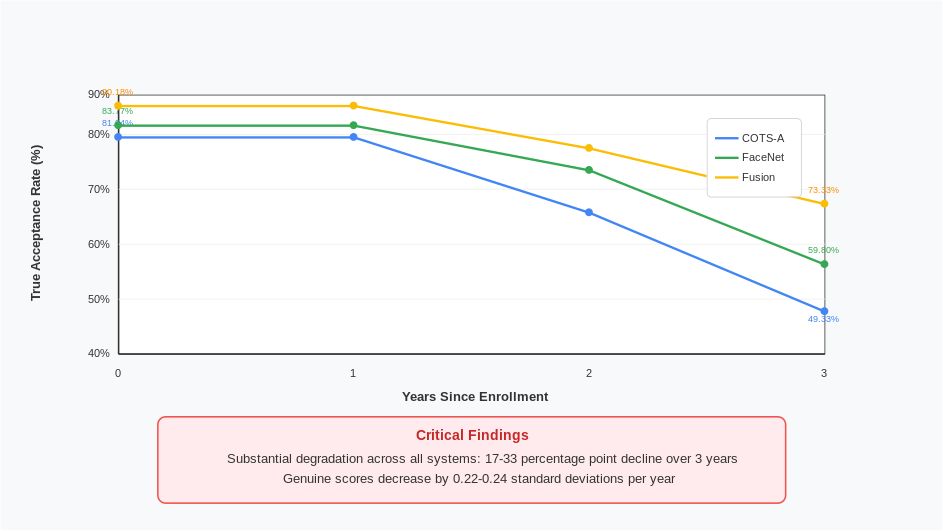 90%
80%
70%
60%
50%
40%
True Acceptance Rate (%)
73.33%
59.80%
49.33%
COTS-A
FaceNet
Fusion
0
1
2
3
Years Since Enrollment
Critical Findings
Substantial degradation across all systems: 17-33 percentage point decline over 3 years
Genuine scores decrease by 0.22-0.24 standard deviations per year